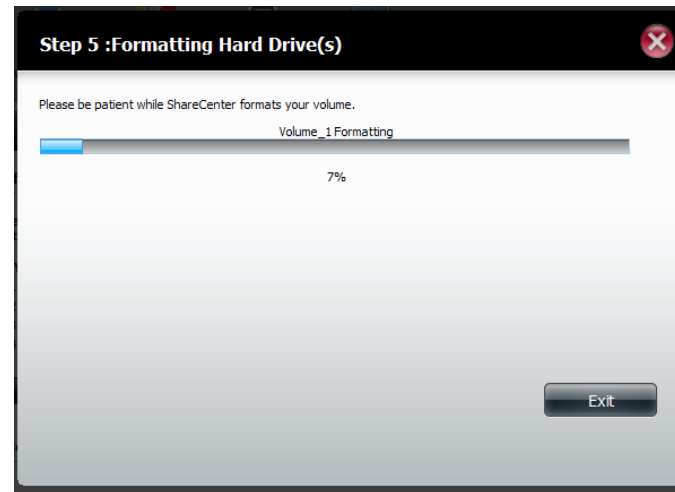 Step 5 :Formatting Hard Drive(s)
Please be patient while ShareCenter formats your volume.
Volume_1 Formatting
7%
Exit